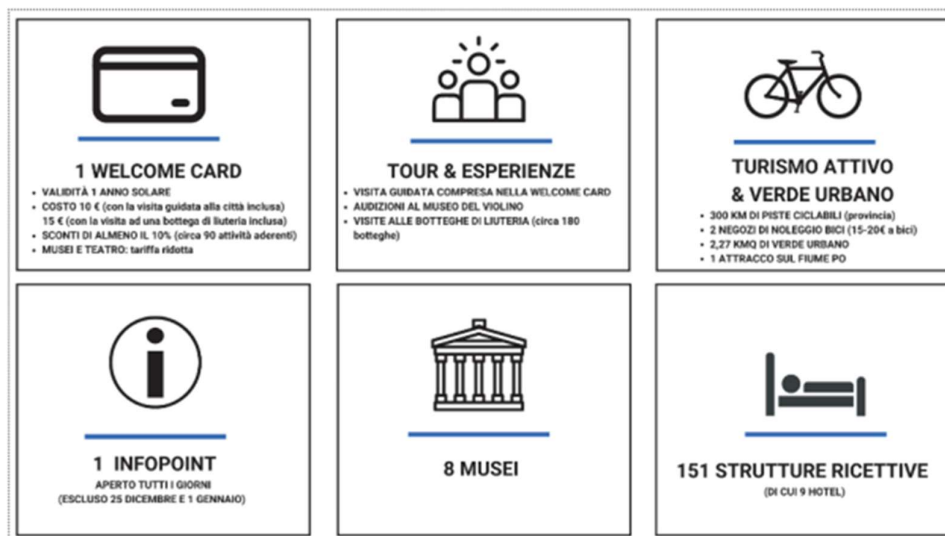 1 WELCOME CARD
• VALIDITÀ 1 ANNO SOLARE
• COSTO 10 € (con la visita guidata alla città inclusa)
15 € (con la visita ad una bottega di liuteria inclusa)
• SCONTI DI ALMENO IL 10% (circa 90 attività aderenti)
• MUSEI E TEATRO: tariffa ridotta
TOUR & ESPERIENZE
• VISITA GUIDATA COMPRESA NELLA WELCOME CARD
• AUDIZIONI AL MUSEO DEL VIOLINO
• VISITE ALLE BOTTEGHE DI LIUTERIA (circa 180
botteghe)
TURISMO ATTIVO
& VERDE URBANO
• 300 KM DI PISTE CICLABILI (provincia)
• 2 NEGOZI DI NOLEGGIO BICI (15-20€ a bici)
• 2,27 KMQ DI VERDE URBANO
• 1 ATTRACCO SUL FIUME PO
1 INFOPOINT
APERTO TUTTI I GIORNI
(ESCLUSO 25 DICEMBRE E 1 GENNAIO)
8 MUSEI
151 STRUTTURE RICETTIVE
(DI CUI 9 HOTEL)